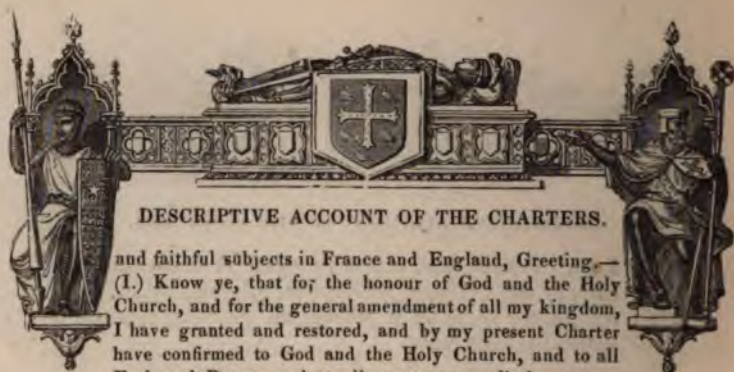 DESCRIPTIVE ACCOUNT OF THE CHARTERS.
and faithful subjects in France and England, Greeting.—
(I.) Know ye, that for the honour of God and the Holy
Church, and for the general amendment of all my kingdom,
I have granted and restored, and by my present Charter
have confirmed to God and the Holy Church, and to all